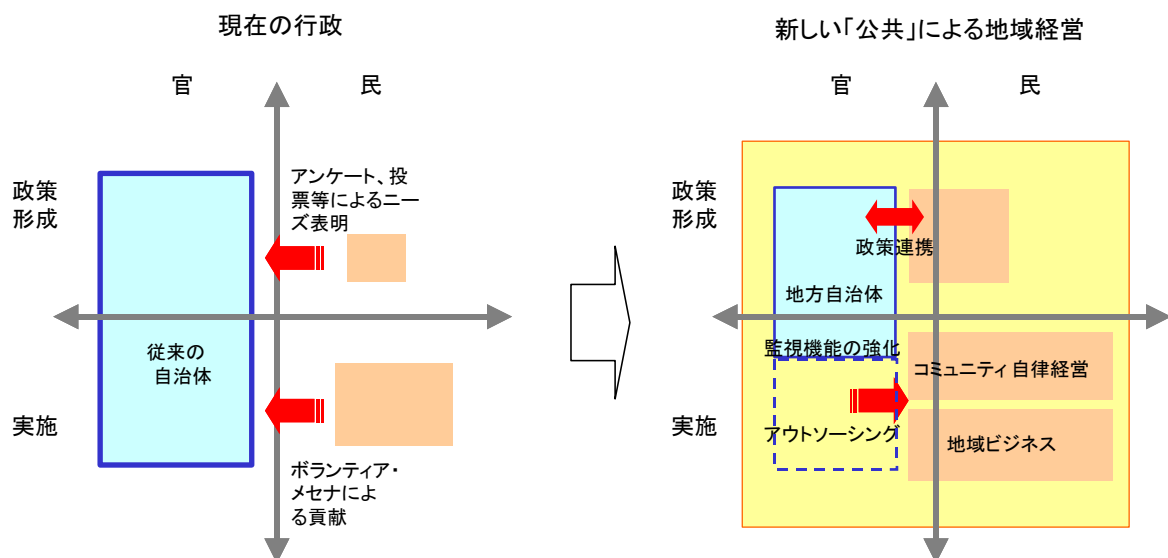 現在の行政
官
民
政策
形成
実施
アンケート、投
票等によるニー
ズ表明
従来の
自治体
ボランティア・
メセナによ
る貢献
新しい「公共」による地域経営
官
民
政策
形成
実施
政策連携
地方自治体
監視機能の強化
コミュニティ自律経営
アウトソーシング
地域ビジネス